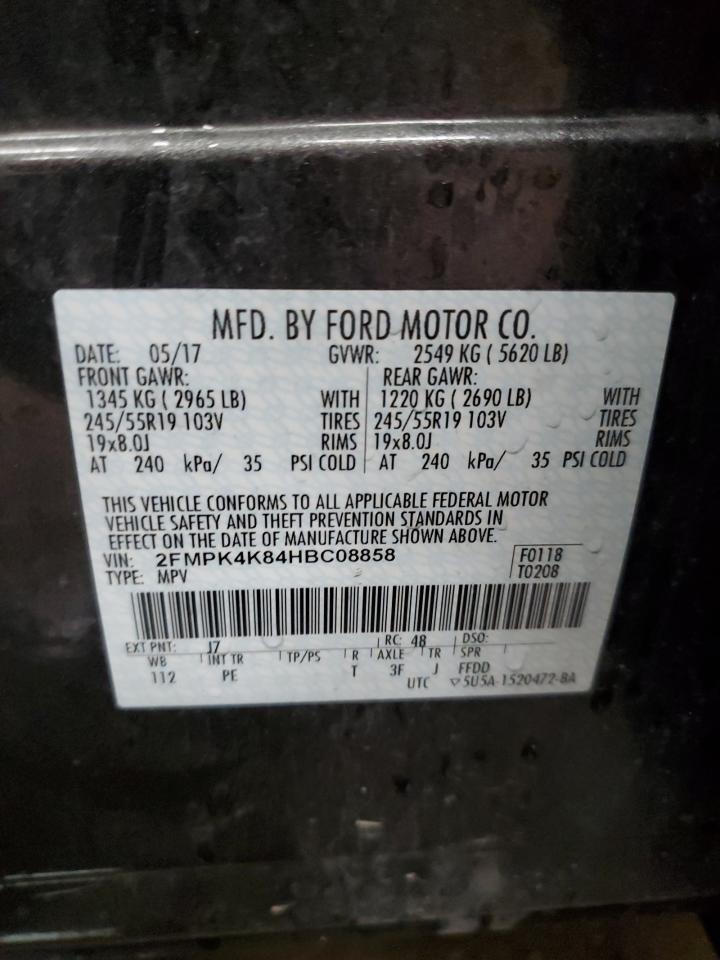 MFD. BY FORD MOTOR CO.
DATE: 05/17 GVWR: 2549 KG ( 5620 LB)
FRONT GAWR: REAR GAWR:
1345 KG ( 2965 LB) WITH 1220 KG ( 2690 LB) WITH
245/55R19 103V TIRES 245/55R19 103V TIRES
19x8.0J RIMS 19x8.0J RIMS
AT 240 kPa/ 35 PSI COLD AT 240 kPa/ 35 PSI COLD
THIS VEHICLE CONFORMS TO ALL APPLICABLE FEDERAL MOTOR
VEHICLE SAFETY AND THEFT PREVENTION STANDARDS IN
EFFECT ON THE DATE OF MANUFACTURE SHOWN ABOVE.
VIN: 2FMPK4K84HBC08858 F0118
TYPE: MPV T0208
EXT PNT: J7 RC: 48 DSO:
WB INT TR TP/PS R AXLE TR SPR
112 PE T 3F J FFDD
UTC ▽5U5A-1520472-BA